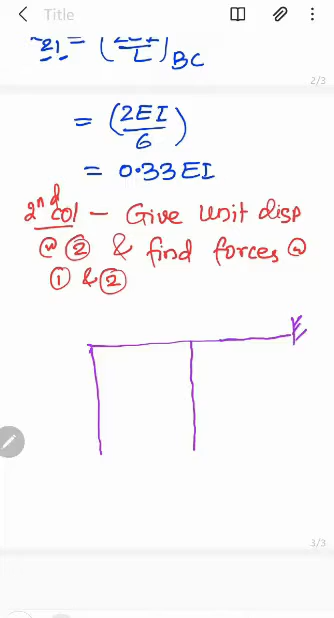 Title
BC
2/3
= (2EI/6)
= 0.33EI
2nd col - Give unit disp
@ ② & find forces @
① & ②
3/3